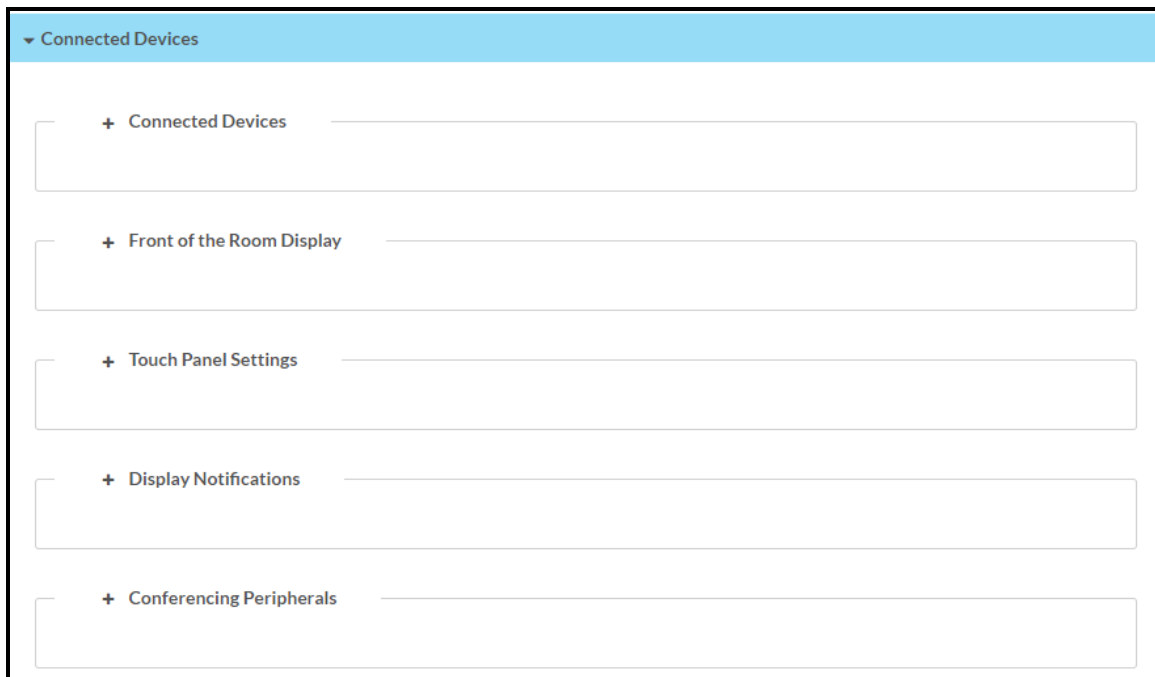 Connected Devices
+ Connected Devices
+ Front of the Room Display
+ Touch Panel Settings
+ Display Notifications
+ Conferencing Peripherals